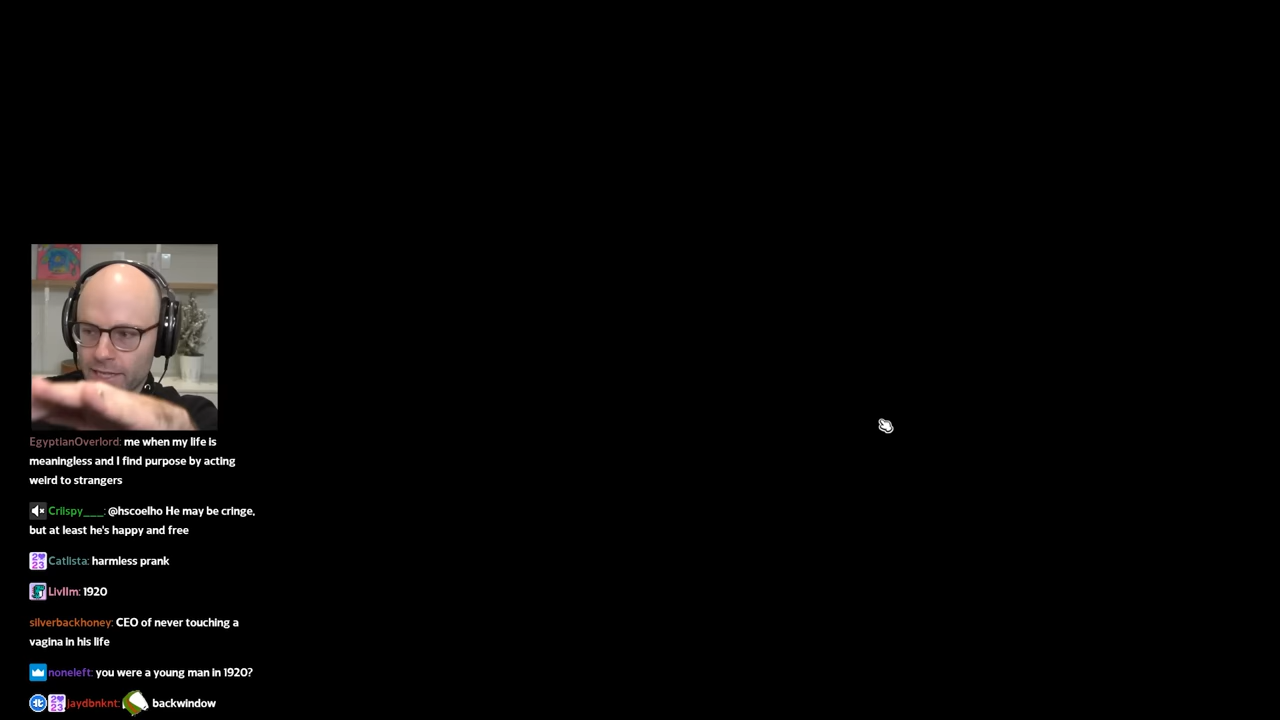 EgyptianOverlord: me when my life is
meaningless and I find purpose by acting
weird to strangers
Criispy___: @hscoelho He may be cringe,
but at least he's happy and free
Catlista: harmless prank
Livllm: 1920
silverbackhoney: CEO of never touching a
vagina in his life
noneleft: you were a young man in 1920?
jaydbnknt: backwindow